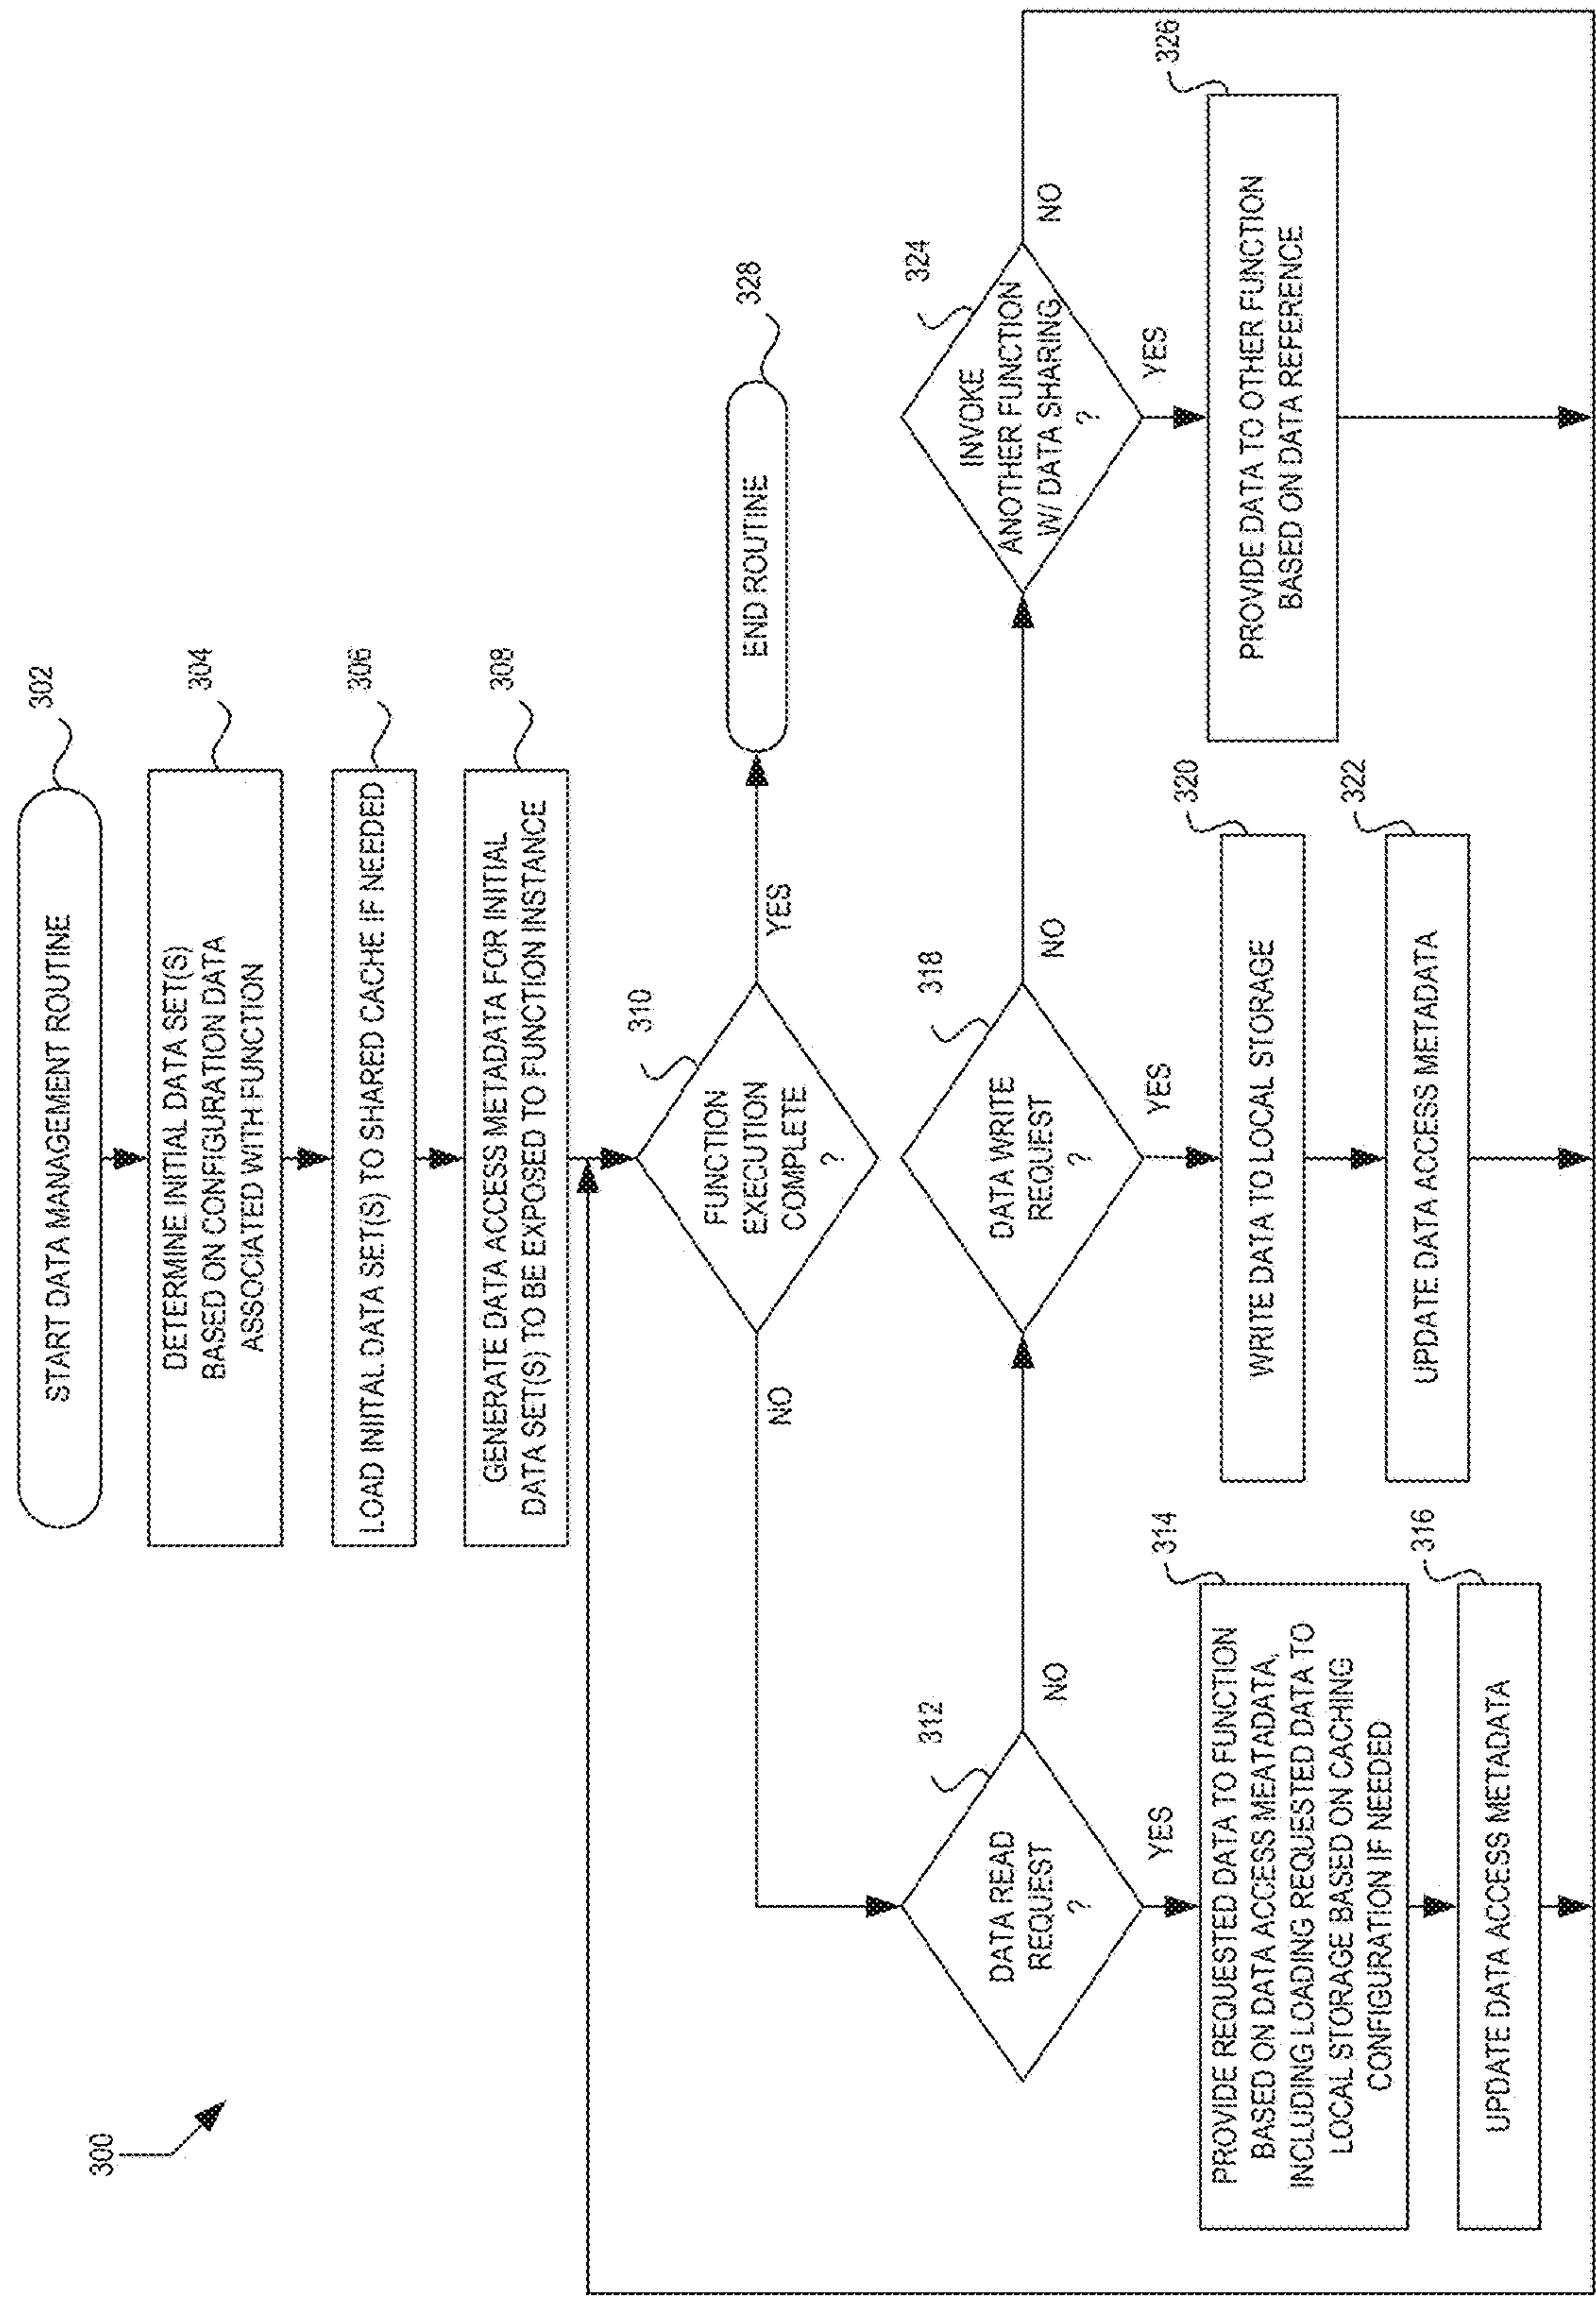 300
START DATA MANAGEMENT ROUTINE
302
DETERMINE INITIAL DATA SET(S)
BASED ON CONFIGURATION DATA
ASSOCIATED WITH FUNCTION
304
LOAD INIITAL DATA SET(S) TO SHARED CACHE IF NEEDED
306
GENERATE DATA ACCESS METADATA FOR INITIAL
DATA SET(S) TO BE EXPOSED TO FUNCTION INSTANCE
308
FUNCTION
EXECUTION
COMPLETE
?
310
YES
NO
END ROUTINE
328
DATA READ
REQUEST
?
312
NO
YES
PROVIDE REQUESTED DATA TO FUNCTION
BASED ON DATA ACCESS MEATADATA,
INCLUDING LOADING REQUESTED DATA TO
LOCAL STORAGE BASED ON CACHING
CONFIGURATION IF NEEDED
314
UPDATE DATA ACCESS METADATA
316
DATA WRITE
REQUEST
?
318
NO
YES
WRITE DATA TO LOCAL STORAGE
320
UPDATE DATA ACCESS METADATA
322
INVOKE
ANOTHER FUNCTION
W/ DATA SHARING
?
324
NO
YES
PROVIDE DATA TO OTHER FUNCTION
BASED ON DATA REFERENCE
326